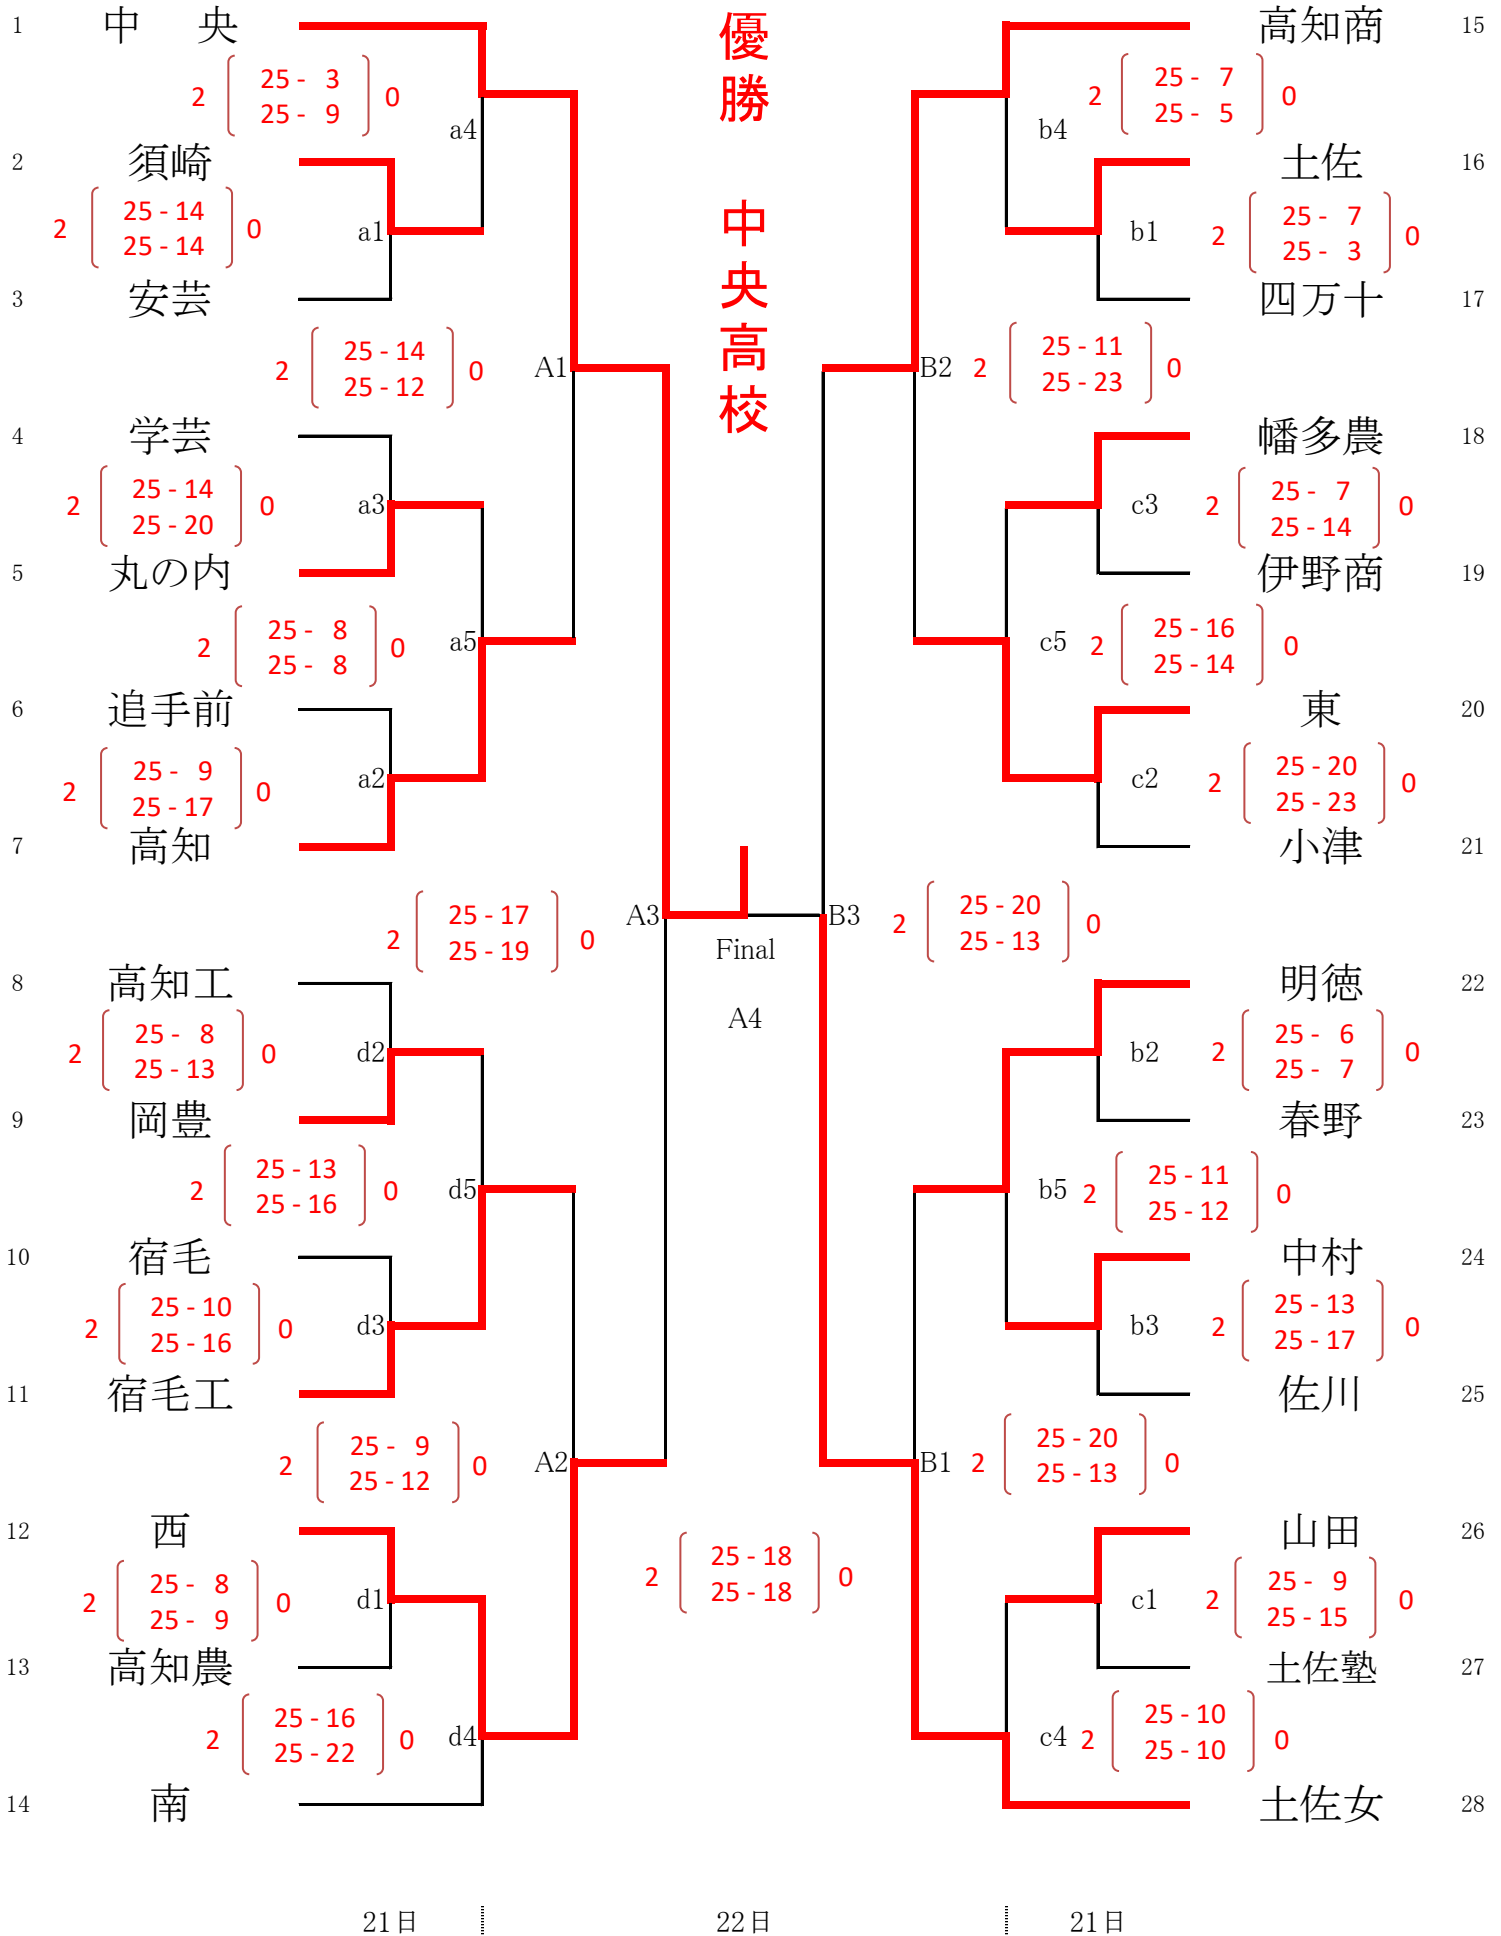 優勝 中央高校
1 中 央
2 25 - 3 0
25 - 9
a4
2 須崎
2 25 - 14 0
25 - 14
a1
3 安芸
2 25 - 14 0
25 - 12
A1
4 学芸
2 25 - 14 0
25 - 20
a3
5 丸の内
2 25 - 8 0
25 - 8
a5
6 追手前
2 25 - 9 0
25 - 17
a2
7 高知
2 25 - 17 0
25 - 19
A3
8 高知工
2 25 - 8 0
25 - 13
d2
9 岡豊
2 25 - 13 0
25 - 16
d5
10 宿毛
2 25 - 10 0
25 - 16
d3
11 宿毛工
2 25 - 9 0
25 - 12
A2
12 西
2 25 - 8 0
25 - 9
d1
13 高知農
2 25 - 16 0
25 - 22
d4
14 南
Final
A4
2 25 - 18 0
25 - 18
高知商 15
2 25 - 7 0
25 - 5
b4
土佐 16
b1
2 25 - 7 0
25 - 3
四万十 17
B2
2 25 - 11 0
25 - 23
幡多農 18
c3
2 25 - 7 0
25 - 14
伊野商 19
c5
2 25 - 16 0
25 - 14
東 20
c2
2 25 - 20 0
25 - 23
小津 21
B3
2 25 - 20 0
25 - 13
明徳 22
b2
2 25 - 6 0
25 - 7
春野 23
b5
2 25 - 11 0
25 - 12
中村 24
b3
2 25 - 13 0
25 - 17
佐川 25
B1
2 25 - 20 0
25 - 13
山田 26
c1
2 25 - 9 0
25 - 15
土佐塾 27
c4
2 25 - 10 0
25 - 10
土佐女 28
21日 22日 21日